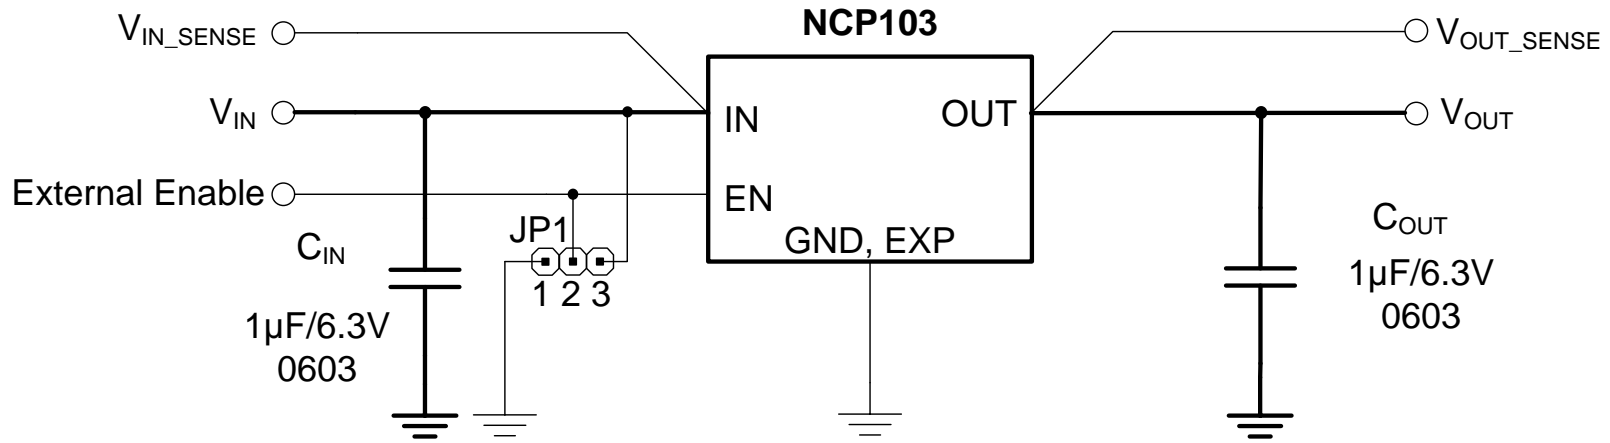 NCP103
V_IN_SENSE
V_OUT_SENSE
V_IN
IN
OUT
V_OUT
External Enable
EN
JP1
GND, EXP
C_IN
1µF/6.3V
0603
1 2 3
C_OUT
1µF/6.3V
0603